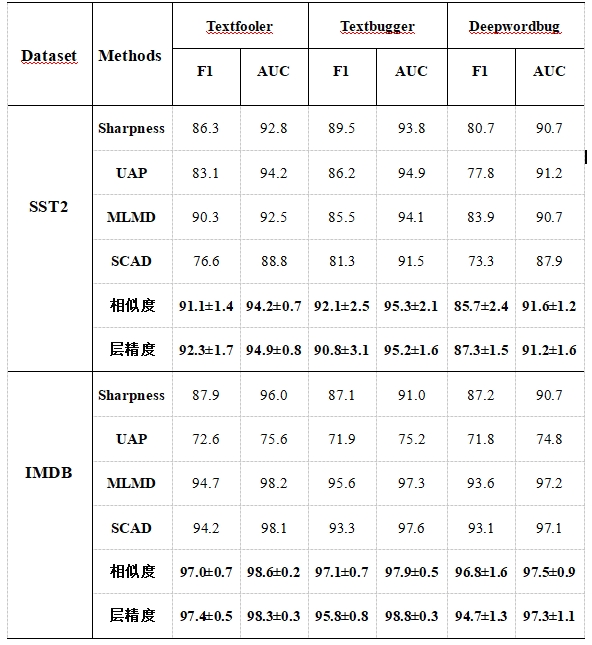 Dataset Methods Textfooler Textbugger Deepwordbug
F1 AUC F1 AUC F1 AUC
SST2
Sharpness 86.3 92.8 89.5 93.8 80.7 90.7
UAP 83.1 94.2 86.2 94.9 77.8 91.2
MLMD 90.3 92.5 85.5 94.1 83.9 90.7
SCAD 76.6 88.8 81.3 91.5 73.3 87.9
相似度 91.1±1.4 94.2±0.7 92.1±2.5 95.3±2.1 85.7±2.4 91.6±1.2
层精度 92.3±1.7 94.9±0.8 90.8±3.1 95.2±1.6 87.3±1.5 91.2±1.6
IMDB
Sharpness 87.9 96.0 87.1 91.0 87.2 90.7
UAP 72.6 75.6 71.9 75.2 71.8 74.8
MLMD 94.7 98.2 95.6 97.3 93.6 97.2
SCAD 94.2 98.1 93.3 97.6 93.1 97.1
相似度 97.0±0.7 98.6±0.2 97.1±0.7 97.9±0.5 96.8±1.6 97.5±0.9
层精度 97.4±0.5 98.3±0.3 95.8±0.8 98.8±0.3 94.7±1.3 97.3±1.1